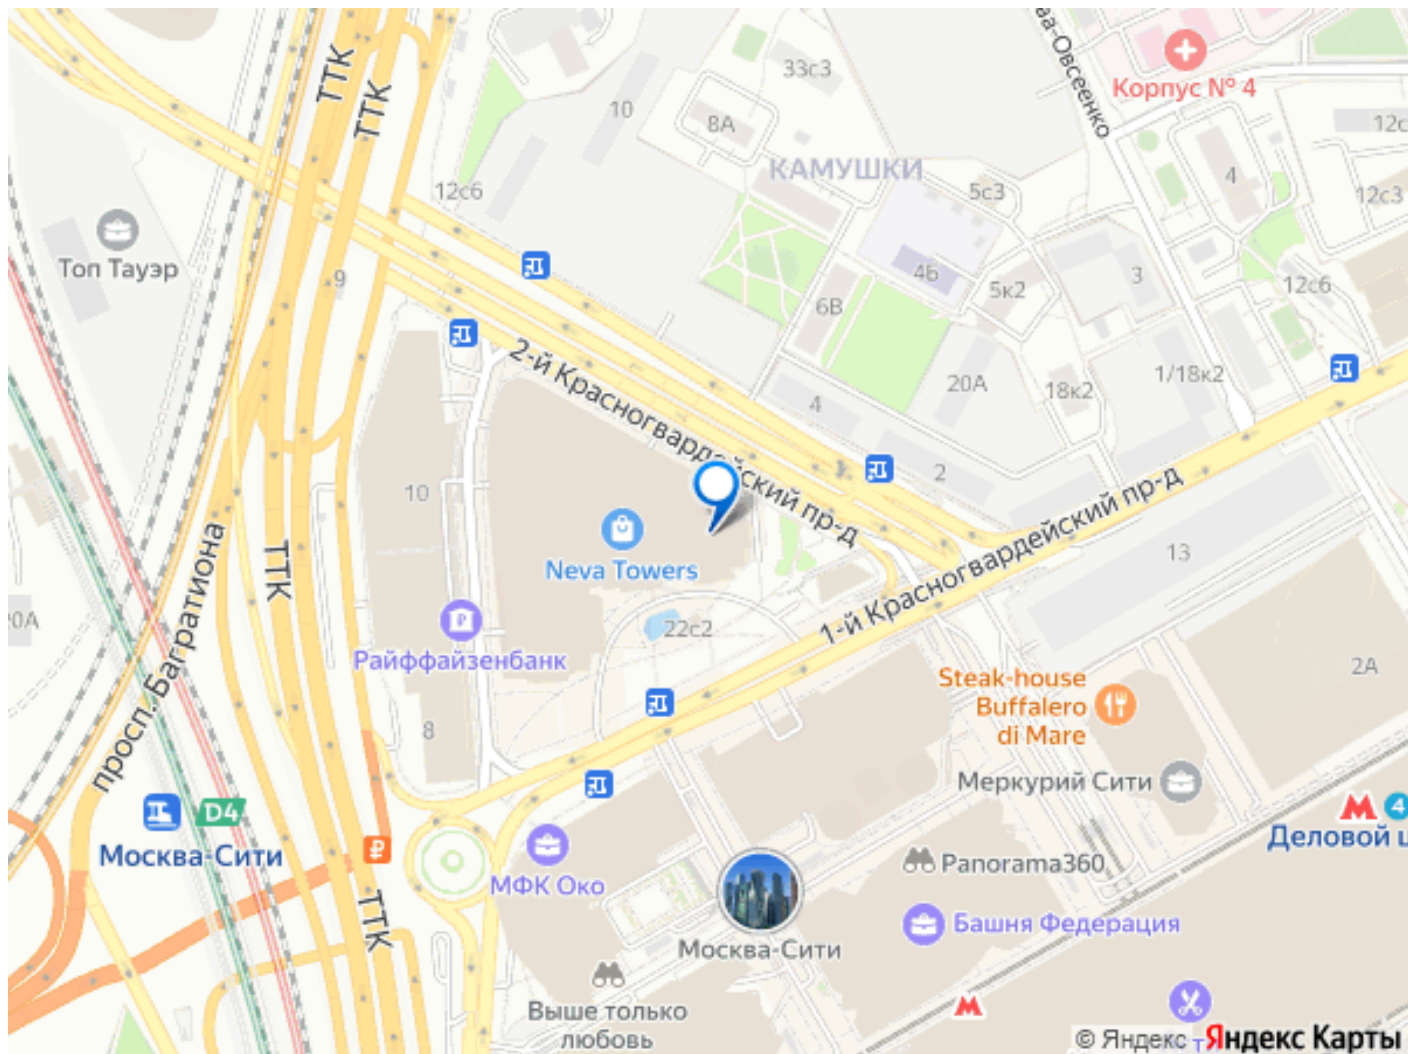 ТТК
ТТК
33с3
10
8А
Корпус № 4
12с
КАМУШКИ
12с6
5с3
4
12с3
Топ Тауэр
9
4Б
5к2
3
12с6
6В
2-й Красногвардейский пр-д
20А
18к2
1/18к2
4
10
2
1-й Красногвардейский пр-д
13
Neva Towers
ТТК
просп. Багратиона
22с2
Райффайзенбанк
2А
Steak-house
Buffalero
di Mare
8
Меркурий Сити
D4
Москва-Сити
₽
4
Деловой ц
МФК Око
Panorama360
ТТК
Башня Федерация
Москва-Сити
Выше только
любовь
© Яндекс
Яндекс Карты